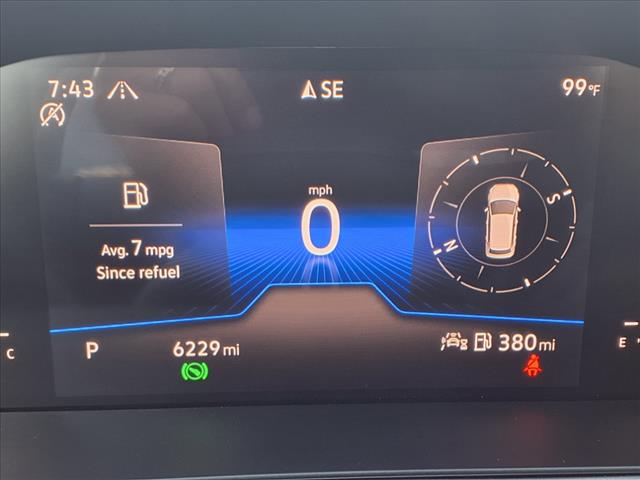 7:43
SE
99°F
mph
0
Avg. 7 mpg
Since refuel
S
N
C
P
6229 mi
380 mi
E